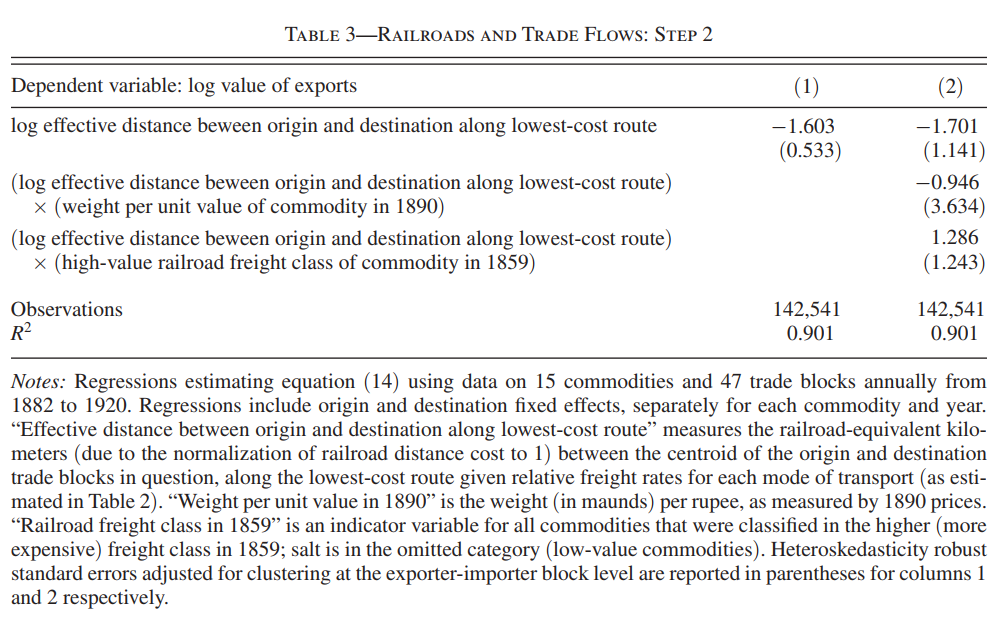 TABLE 3—RAILROADS AND TRADE FLOWS: STEP 2
Dependent variable: log value of exports (1) (2)
log effective distance beween origin and destination along lowest-cost route −1.603 −1.701
(0.533) (1.141)
(log effective distance beween origin and destination along lowest-cost route) −0.946
× (weight per unit value of commodity in 1890) (3.634)
(log effective distance beween origin and destination along lowest-cost route) 1.286
× (high-value railroad freight class of commodity in 1859) (1.243)
Observations 142,541 142,541
R² 0.901 0.901
Notes: Regressions estimating equation (14) using data on 15 commodities and 47 trade blocks annually from
1882 to 1920. Regressions include origin and destination fixed effects, separately for each commodity and year.
“Effective distance between origin and destination along lowest-cost route” measures the railroad-equivalent kilo-
meters (due to the normalization of railroad distance cost to 1) between the centroid of the origin and destination
trade blocks in question, along the lowest-cost route given relative freight rates for each mode of transport (as esti-
mated in Table 2). “Weight per unit value in 1890” is the weight (in maunds) per rupee, as measured by 1890 prices.
“Railroad freight class in 1859” is an indicator variable for all commodities that were classified in the higher (more
expensive) freight class in 1859; salt is in the omitted category (low-value commodities). Heteroskedasticity robust
standard errors adjusted for clustering at the exporter-importer block level are reported in parentheses for columns 1
and 2 respectively.